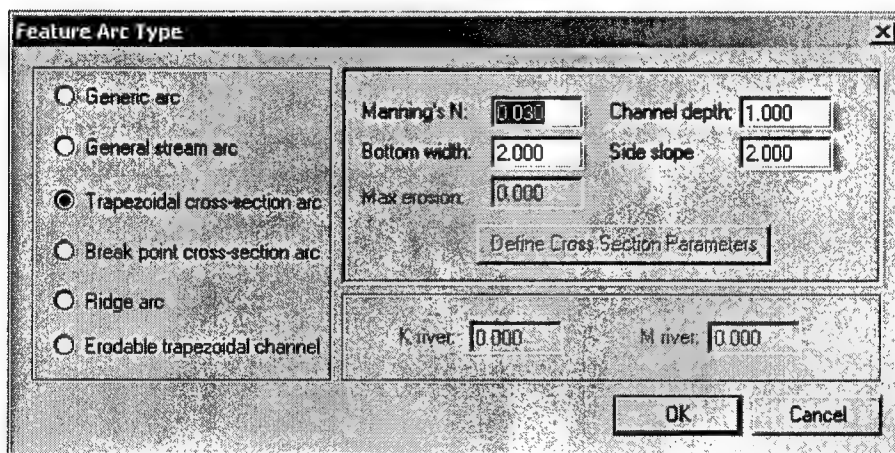 Feature Arc Type
Generic arc
General stream arc
Trapezoidal cross-section arc
Break point cross-section arc
Ridge arc
Erodable trapezoidal channel
Manning's N: 0.030 Channel depth: 1.000
Bottom width: 2.000 Side slope 2.000
Max erosion: 0.000
Define Cross Section Parameters
K river: 0.000 M river: 0.000
OK Cancel